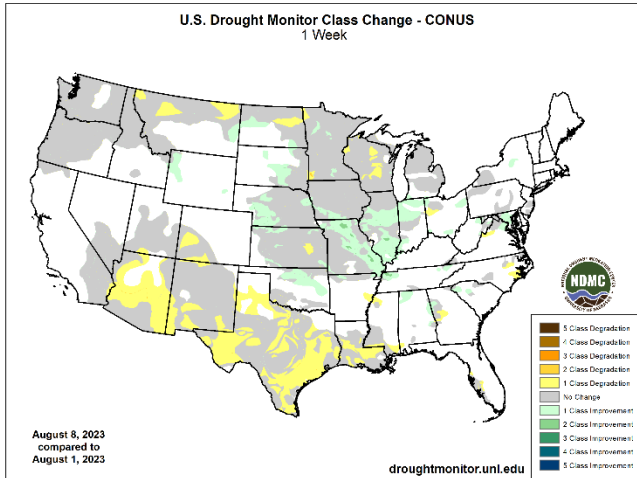 U.S. Drought Monitor Class Change - CONUS
1 Week
NDMC
5 Class Degradation
4 Class Degradation
3 Class Degradation
2 Class Degradation
1 Class Degradation
No Change
1 Class Improvement
2 Class Improvement
3 Class Improvement
4 Class Improvement
5 Class Improvement
August 8, 2023
compared to
August 1, 2023
droughtmonitor.unl.edu